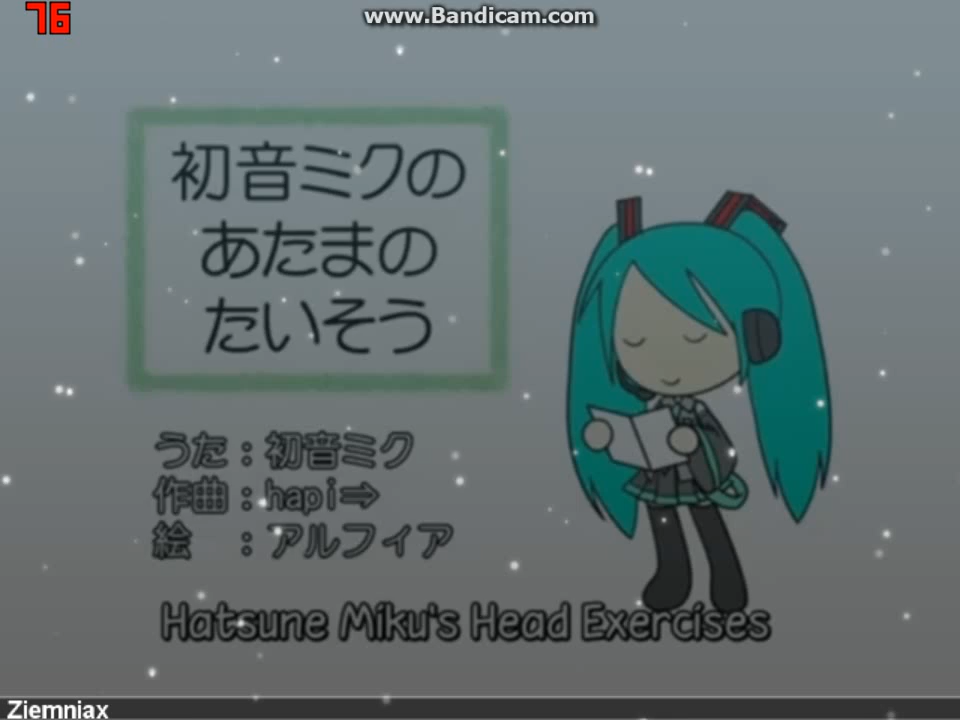 76
www.Bandicam.com
初音ミクの
あたまの
たいそう
うた：初音ミク
作曲：hapi⇒
絵　：アルフィア
Hatsune Miku's Head Exercises
Ziemniax